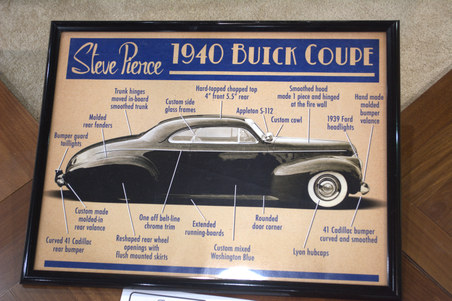 Steve Pierce 1940 BUICK COUPE
Trunk hinges
moved in-board
smoothed trunk
Hard-topped chopped top
4" front 5.5" rear
Smoothed hood
made 1 piece and hinged
at the fire wall
Hand made
molded
bumper
valance
Custom side
glass frames
Appleton S-112
Custom cowl
1939 Ford
headlights
Molded
rear fenders
Bumper guard
taillights
Custom made
molded-in
rear valance
One off belt-line
chrome trim
Extended
running-boards
Rounded
door corner
41 Cadillac bumper
curved and smoothed
Curved 41 Cadillac
rear bumper
Reshaped rear wheel
openings with
flush mounted skirts
Custom mixed
Washington Blue
Lyon hubcaps